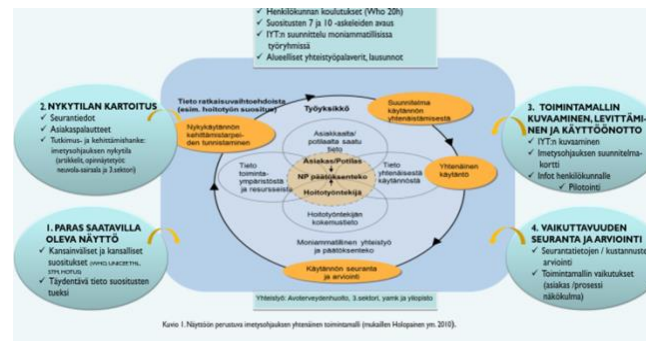 ✓ Henkilökunnan koulutukset (Who 20h)
✓ Suositusten 7 ja 10 -askeleiden avaus
✓ IYT:n suunnittelu moniammatillisissa
työryhmissä
✓ Alueelliset yhteistyöpalaverit, lausunnot
2. NYKYTILAN KARTOITUS
✓ Seurantiedot
✓ Asiakaspalautteet
✓ Tutkimus- ja kehittämishanke:
imetysohjauksen nykytila
(artikkelit, opinnäytetyöt,
neuvola-sairaala ja 3.sektori)
1. PARAS SAATAVILLA
OLEVA NÄYTTÖ
✓ Kansainväliset ja kansalliset
suositukset (WHO, UNICEF, THL,
STM, HOTUS)
✓ Täydentävä tieto suositusten
tueksi
Tieto ratkaisuvaihtoehdoista
(esim. hoitotyön suositus)
Nykykäytännön
kehittämistarpei-
den tunnistaminen
Työyksikkö
Suunnitelma
käytännön
yhtenäistämisestä
Asiakkaalta/
potilaalta saatu
tieto
Tieto
toiminta-
ympäristöstä
ja resursseista
Asiakas/Potilas
NP päätöksenteko
Hoitotyöntekijä
Tieto
yhtenäisestä
käytännöstä
Yhtenäinen
käytäntö
Hoitotyöntekijän
kokemustieto
Moniammatillinen yhteistyö
ja päätöksenteko
Käytännön seuranta
ja arviointi
Yhteistyö: Avoterveydenhuolto, 3.sektori, yamk ja yliopisto
3. TOIMINTAMALLIN
KUVAAMINEN, LEVITTÄMI-
NEN JA KÄYTTÖÖNOTTO
✓ IYT:n kuvaaminen
✓ Imetysohjauksen suunnitelma-
kortti
✓ Infot henkilökunnalle
✓ Pilotointi
4. VAIKUTTAVUUDEN
SEURANTA JA ARVIOINTI
✓ Seurantatietojen / kustannusten
arviointi
✓ Toimintamallin vaikutukset
(asiakas /prosessi
näkökulma)
Kuvio 1. Näyttöön perustuva imetysohjauksen yhtenäinen toimintamalli (mukaillen Holopainen ym. 2010).